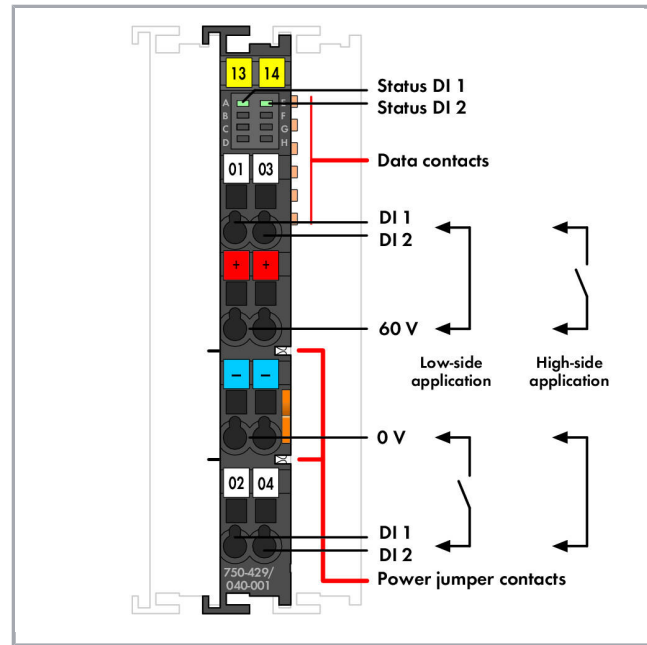 13 14
Status DI 1
A E
Status DI 2
B F
C G
D H
Data contacts
01 03
DI 1
DI 2
+ +
60 V
Low-side
application
High-side
application
− −
0 V
02 04
DI 1
DI 2
750-429/
040-001
Power jumper contacts